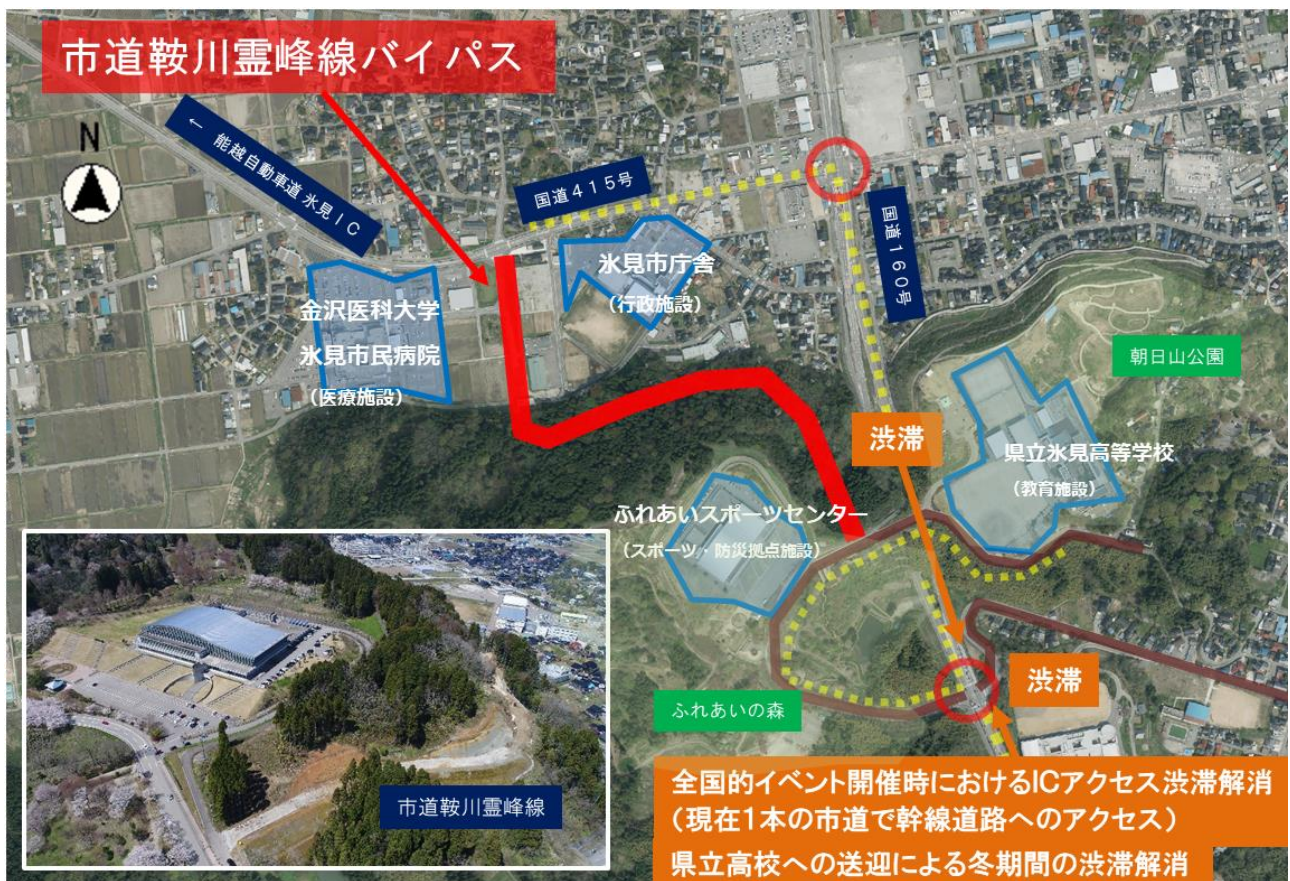 市道鞍川霊峰線バイパス
N
← 能越自動車道 氷見IC
国道415号
国道160号
氷見市庁舎
(行政施設)
金沢医科大学
氷見市民病院
(医療施設)
朝日山公園
渋滞
県立氷見高等学校
(教育施設)
ふれあいスポーツセンター
(スポーツ・防災拠点施設)
渋滞
ふれあいの森
市道鞍川霊峰線
全国的イベント開催時におけるICアクセス渋滞解消
(現在1本の市道で幹線道路へのアクセス)
県立高校への送迎による冬期間の渋滞解消